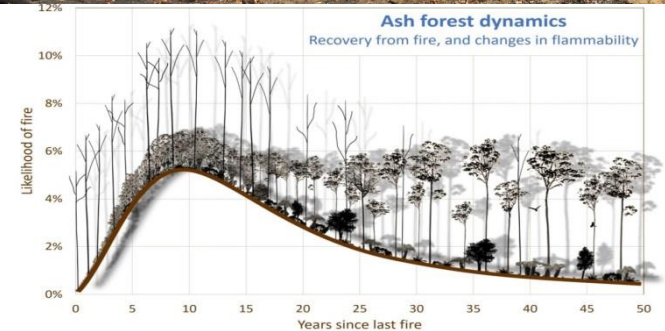 Ash forest dynamics
Recovery from fire, and changes in flammability
Likelihood of fire
12%
10%
8%
6%
4%
2%
0%
0 5 10 15 20 25 30 35 40 45 50
Years since last fire